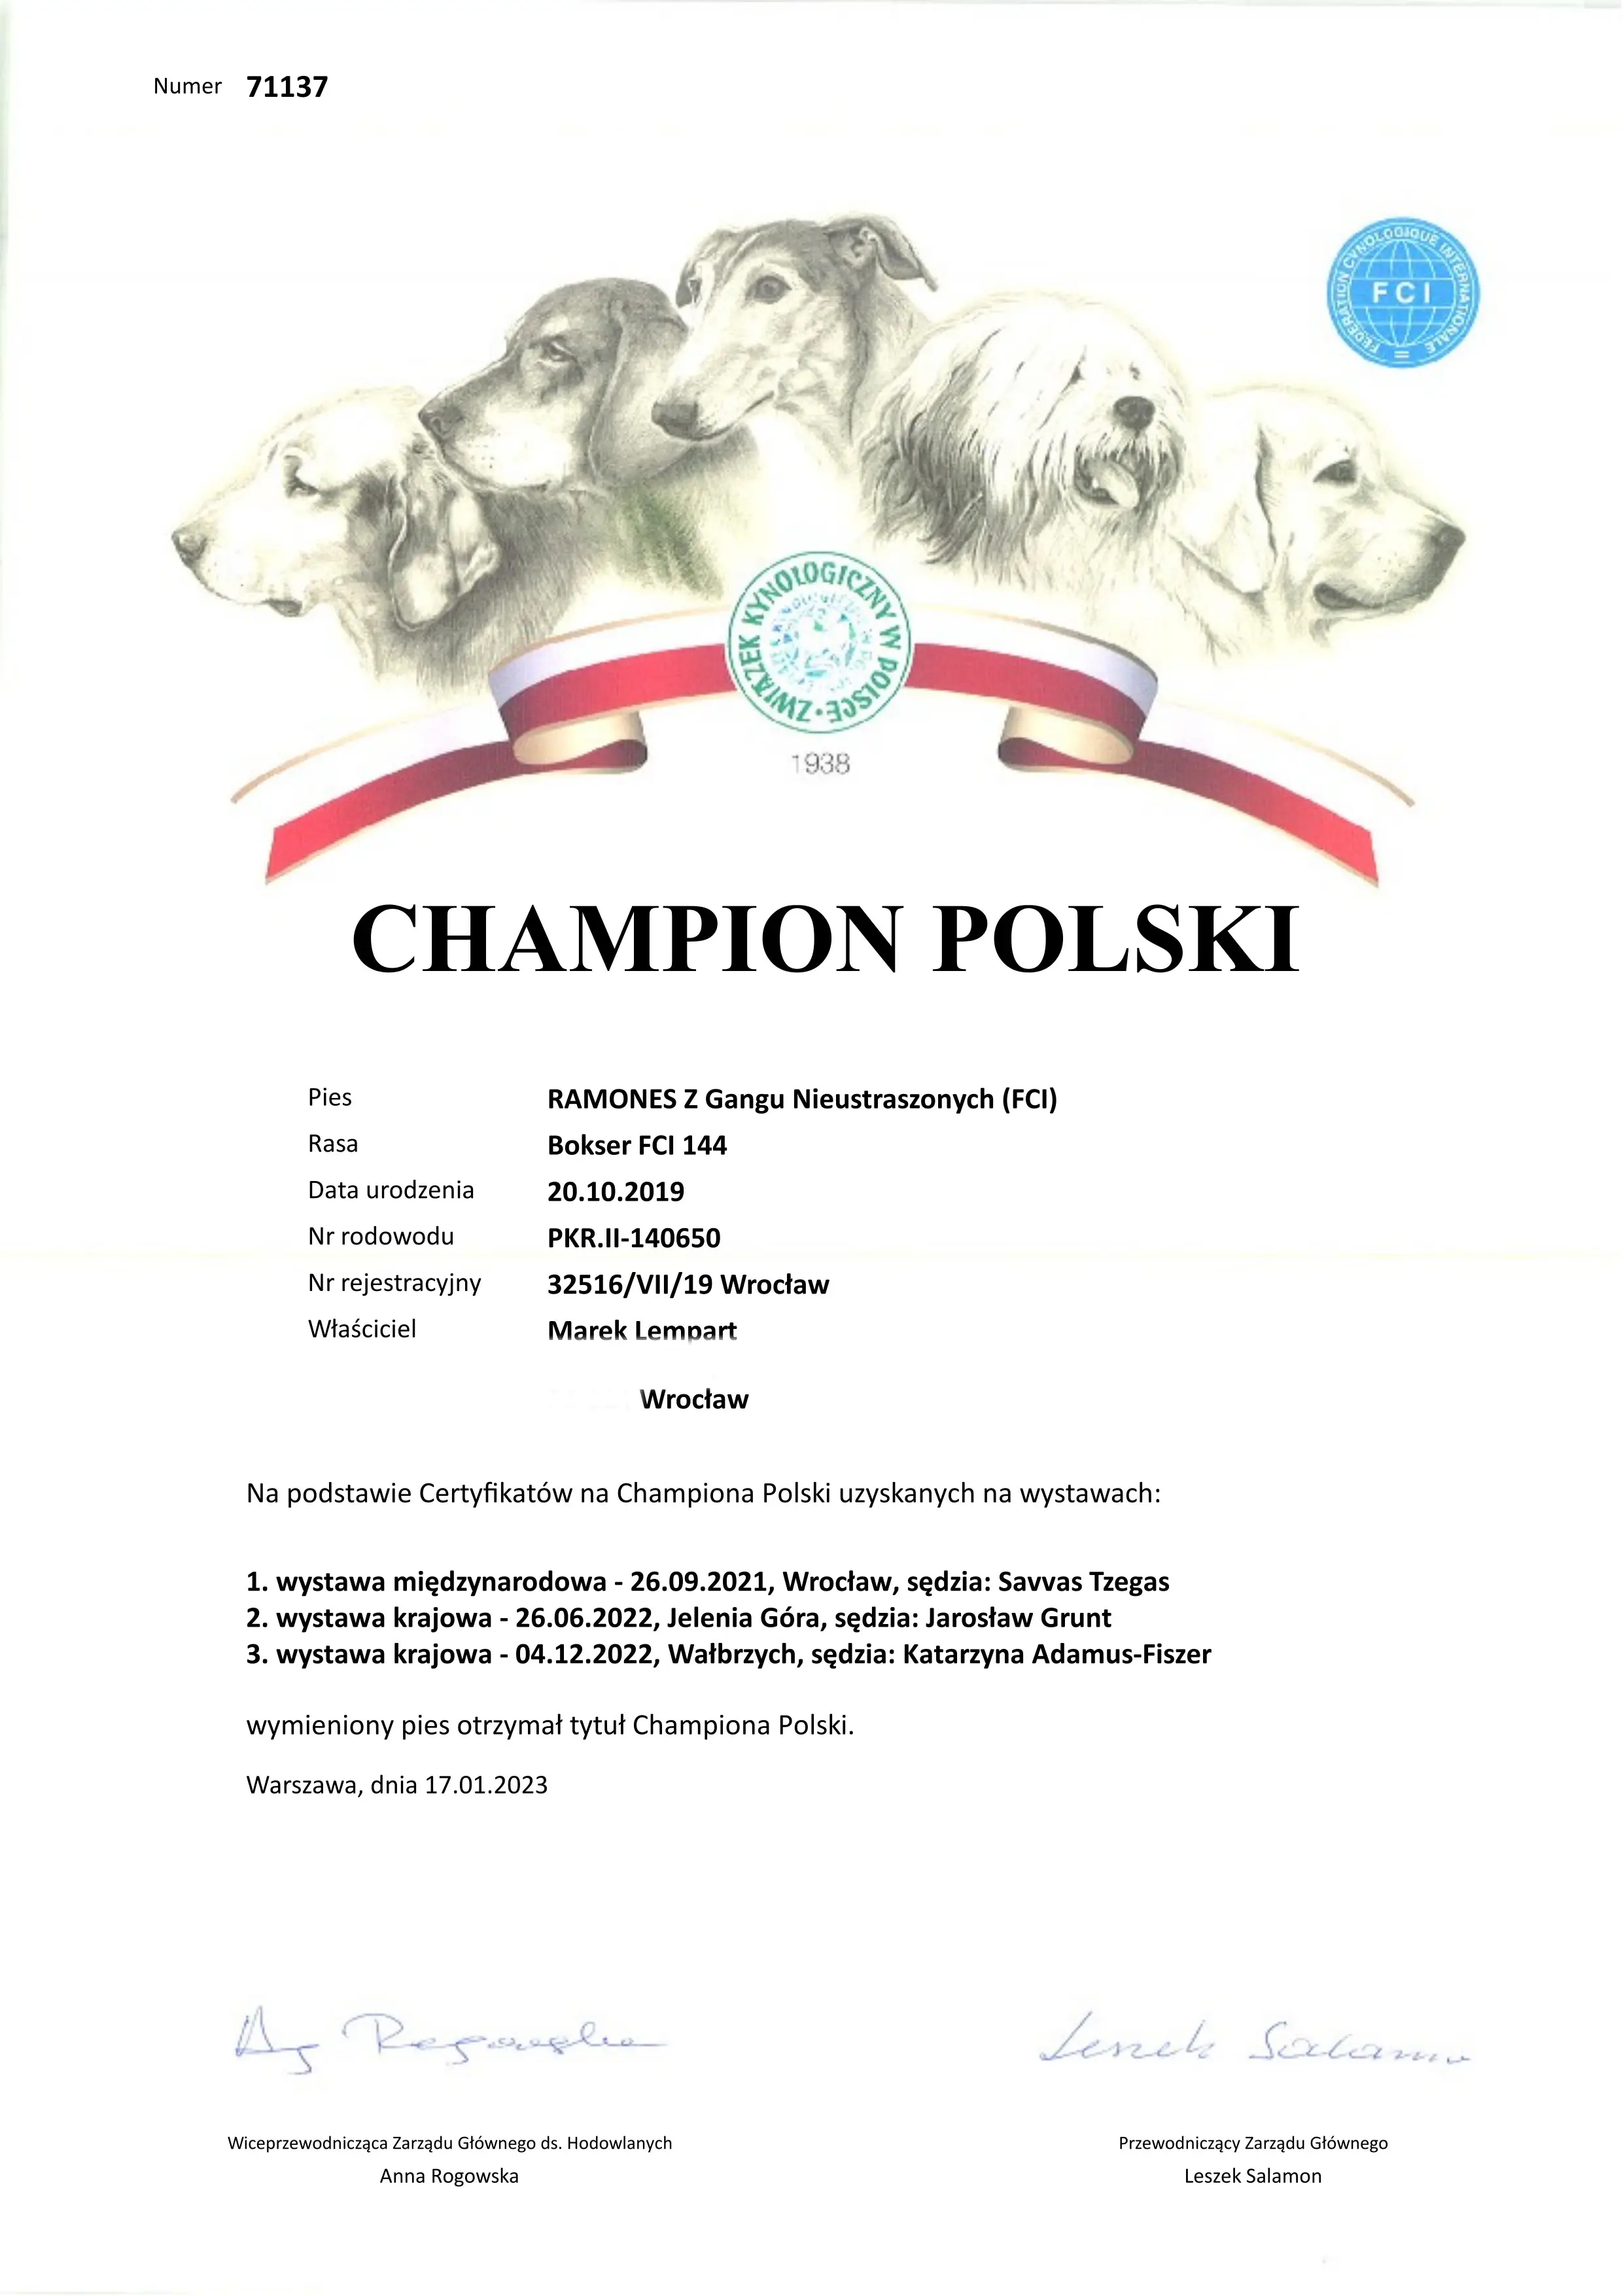 Numer 71137
FEDERATION CYNOLOGIQUE INTERNATIONALE
FCI
ZWIĄZEK KYNOLOGICZNY W POLSCE
1938
CHAMPION POLSKI
Pies RAMONES Z Gangu Nieustraszonych (FCI)
Rasa Bokser FCI 144
Data urodzenia 20.10.2019
Nr rodowodu PKR.II-140650
Nr rejestracyjny 32516/VII/19 Wrocław
Właściciel Marek Lempart
Wrocław
Na podstawie Certyfikatów na Championa Polski uzyskanych na wystawach:
1. wystawa międzynarodowa - 26.09.2021, Wrocław, sędzia: Savvas Tzegas
2. wystawa krajowa - 26.06.2022, Jelenia Góra, sędzia: Jarosław Grunt
3. wystawa krajowa - 04.12.2022, Wałbrzych, sędzia: Katarzyna Adamus-Fiszer
wymieniony pies otrzymał tytuł Championa Polski.
Warszawa, dnia 17.01.2023
Leszek Salamon
Wiceprzewodnicząca Zarządu Głównego ds. Hodowlanych
Anna Rogowska
Przewodniczący Zarządu Głównego
Leszek Salamon